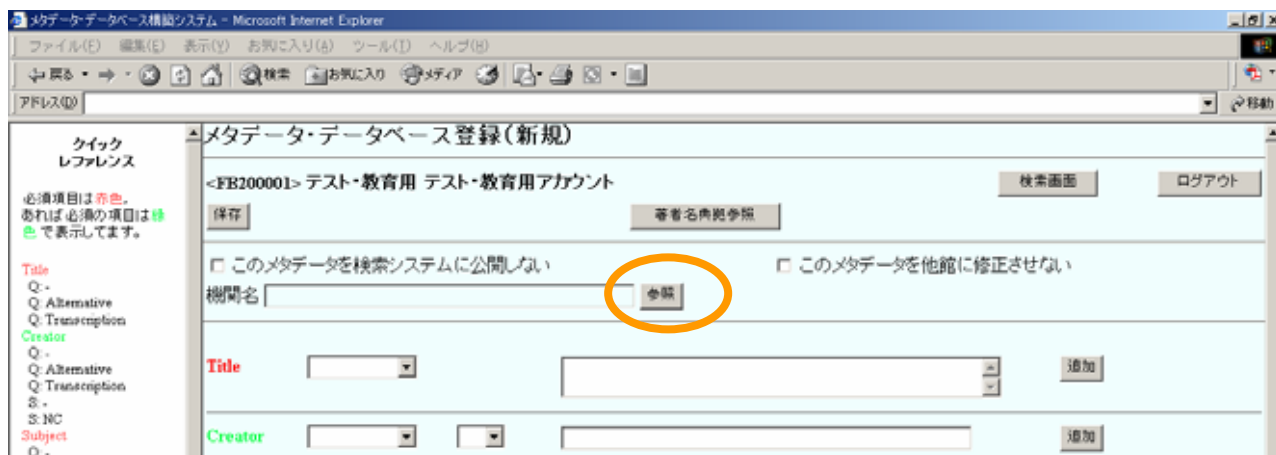 メタデータ・データベース構築システム - Microsoft Internet Explorer
ファイル(F) 編集(E) 表示(V) お気に入り(A) ツール(T) ヘルプ(H)
戻る 検索 お気に入り メディア
アドレス(D) 移動
クイック
レファレンス
必須項目は赤色。
あれば必須の項目は緑
色で表示してます。
Title
Q: -
Q: Alternative
Q: Transcription
Creator
Q: -
Q: Alternative
Q: Transcription
S: -
S: NC
Subject
Q: -
メタデータ・データベース登録(新規)
<FB200001> テスト・教育用 テスト・教育用アカウント 検索画面 ログアウト
保存 著者名典拠参照
このメタデータを検索システムに公開しない このメタデータを他館に修正させない
機関名 参照
Title 追加
Creator 追加